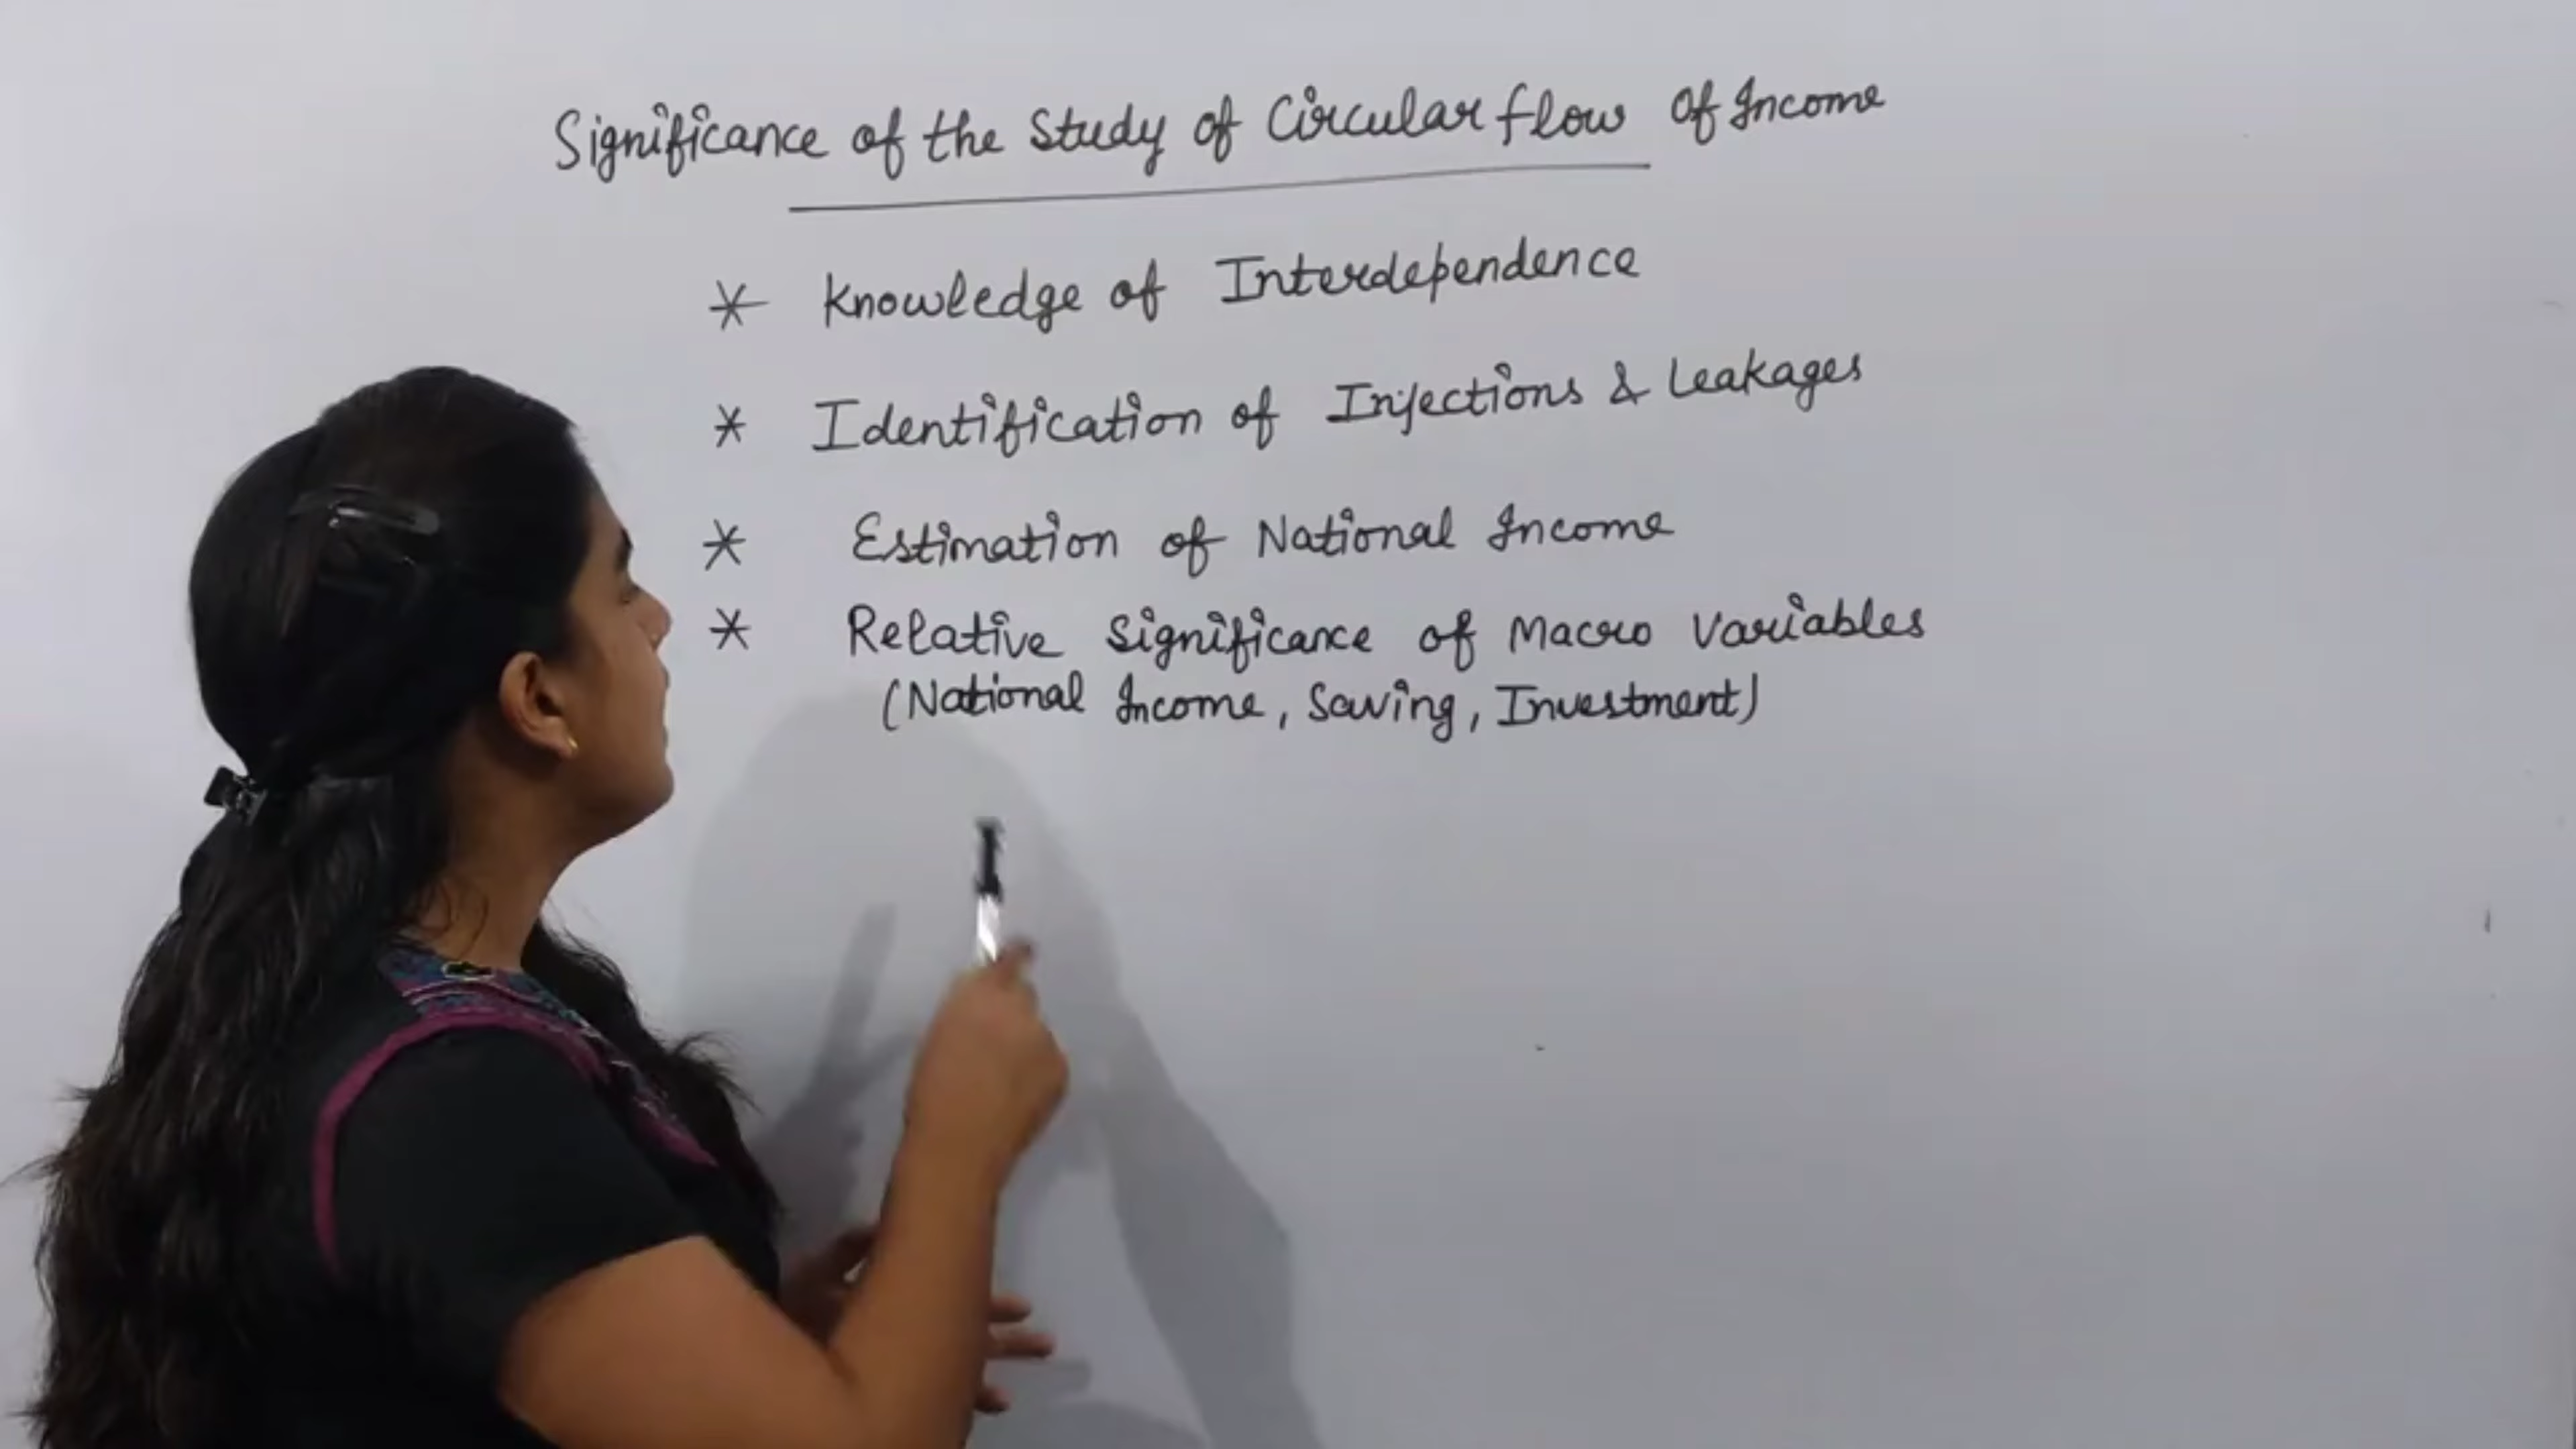 Significance of the Study of Circular flow of Income
* Knowledge of Interdependence
* Identification of Injections & Leakages
* Estimation of National Income
* Relative Significance of Macro Variables
(National Income, Saving, Investment)